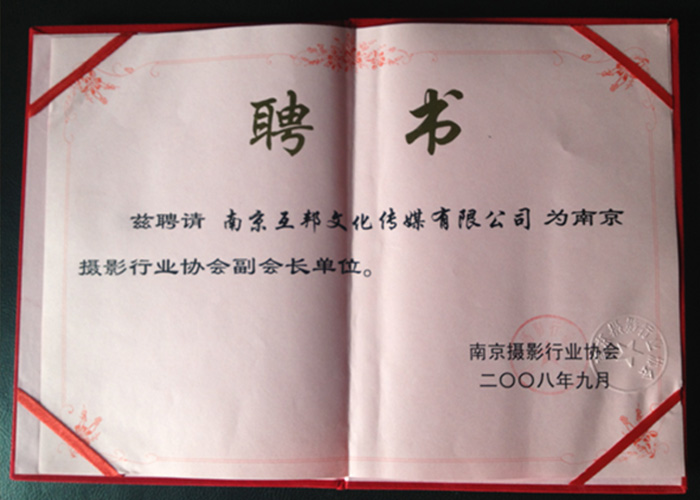 聘书
兹聘请 南京互邦文化传媒有限公司 为南京
摄影行业协会副会长单位。
南京摄影行业协会
二〇〇八年九月